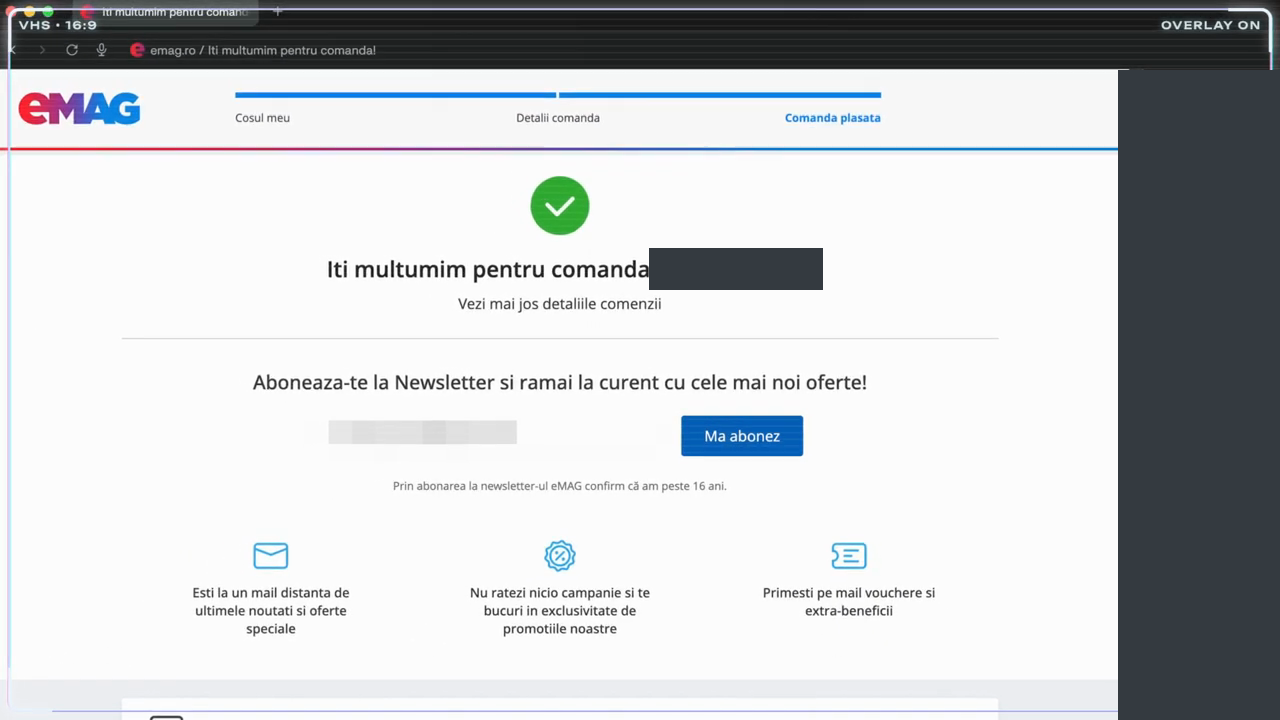 Iti multumim pentru comand
VHS • 16:9
OVERLAY ON
emag.ro / Iti multumim pentru comanda!
eMAG
Cosul meu
Detalii comanda
Comanda plasata
Iti multumim pentru comanda
Vezi mai jos detaliile comenzii
Aboneaza-te la Newsletter si ramai la curent cu cele mai noi oferte!
Ma abonez
Prin abonarea la newsletter-ul eMAG confirm că am peste 16 ani.
Esti la un mail distanta de
ultimele noutati si oferte
speciale
Nu ratezi nicio campanie si te
bucuri in exclusivitate de
promotiile noastre
Primesti pe mail vouchere si
extra-beneficii